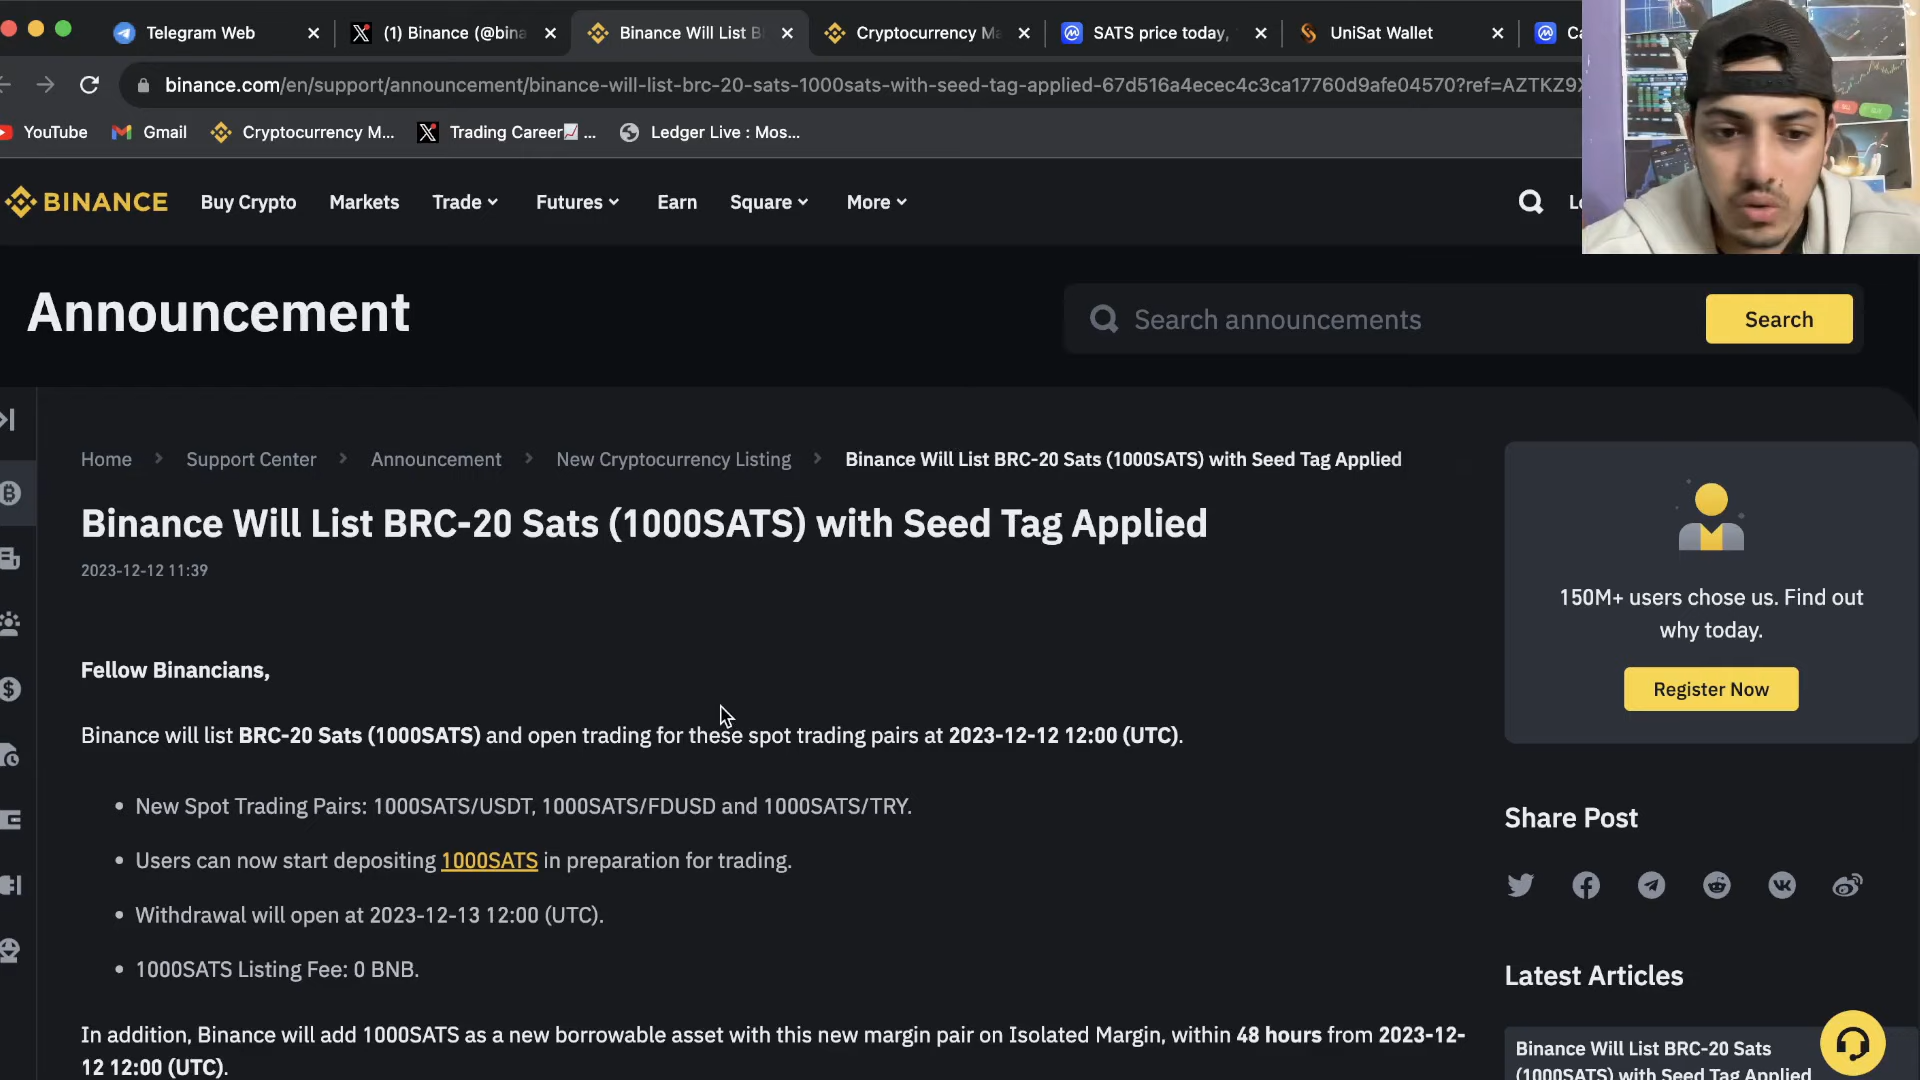 Telegram Web
(1) Binance (@bina
Binance Will List B
Cryptocurrency Ma
SATS price today,
UniSat Wallet
Ca
binance.com/en/support/announcement/binance-will-list-brc-20-sats-1000sats-with-seed-tag-applied-67d516a4ecec4c3ca17760d9afe04570?ref=AZTKZ9X
YouTube
Gmail
Cryptocurrency M...
Trading Career📈 ...
Ledger Live : Mos...
BINANCE
Buy Crypto
Markets
Trade
Futures
Earn
Square
More
Announcement
Search announcements
Search
Home > Support Center > Announcement > New Cryptocurrency Listing > Binance Will List BRC-20 Sats (1000SATS) with Seed Tag Applied
Binance Will List BRC-20 Sats (1000SATS) with Seed Tag Applied
2023-12-12 11:39
Fellow Binancians,
Binance will list BRC-20 Sats (1000SATS) and open trading for these spot trading pairs at 2023-12-12 12:00 (UTC).
• New Spot Trading Pairs: 1000SATS/USDT, 1000SATS/FDUSD and 1000SATS/TRY.
• Users can now start depositing 1000SATS in preparation for trading.
• Withdrawal will open at 2023-12-13 12:00 (UTC).
• 1000SATS Listing Fee: 0 BNB.
In addition, Binance will add 1000SATS as a new borrowable asset with this new margin pair on Isolated Margin, within 48 hours from 2023-12-
12 12:00 (UTC).
150M+ users chose us. Find out
why today.
Register Now
Share Post
Latest Articles
Binance Will List BRC-20 Sats
(1000SATS) with Seed Tag Applied